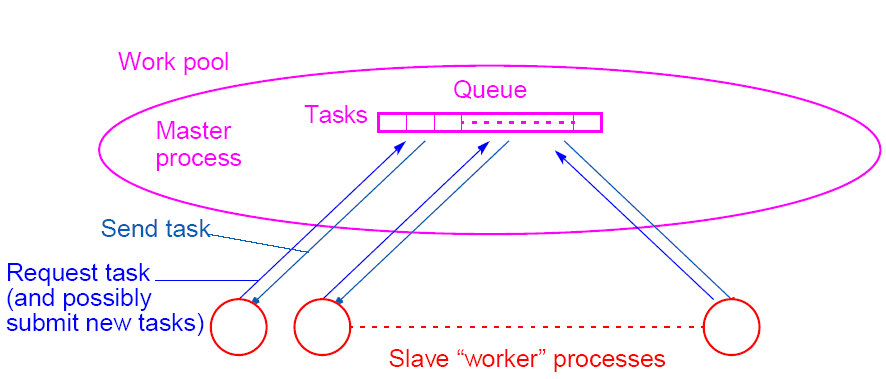 Work pool
Queue
Tasks
Master
process
Send task
Request task
(and possibly
submit new tasks)
Slave “worker” processes